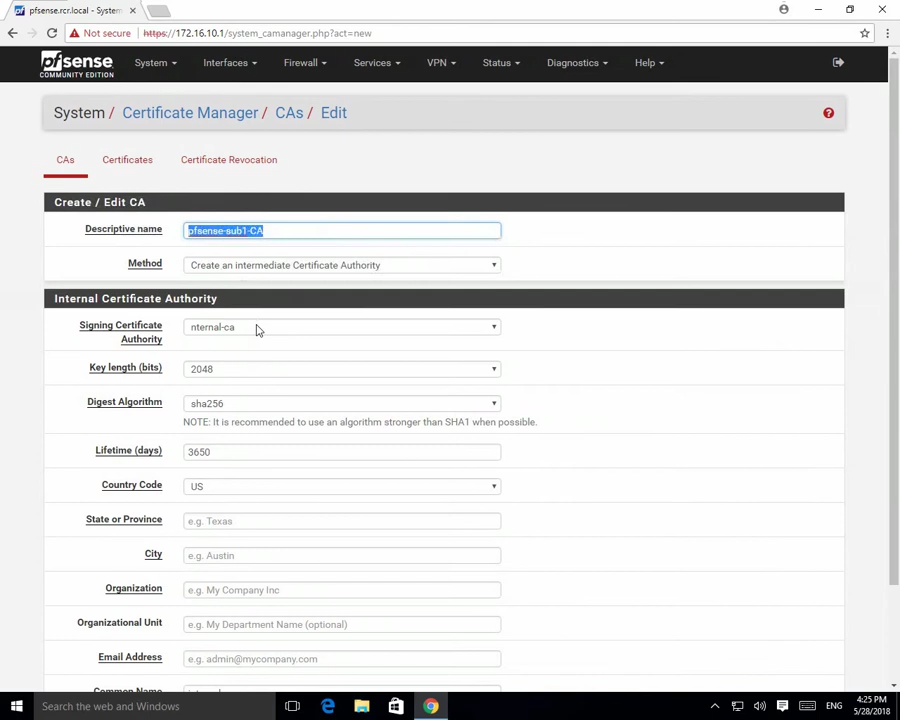 pfsense.rcr.local - System
Not secure https://172.16.10.1/system_camanager.php?act=new
pfsense
COMMUNITY EDITION
System Interfaces Firewall Services VPN Status Diagnostics Help
System / Certificate Manager / CAs / Edit
CAs Certificates Certificate Revocation
Create / Edit CA
Descriptive name pfsense-sub1-CA
Method Create an intermediate Certificate Authority
Internal Certificate Authority
Signing Certificate
Authority
nternal-ca
Key length (bits) 2048
Digest Algorithm sha256
NOTE: It is recommended to use an algorithm stronger than SHA1 when possible.
Lifetime (days) 3650
Country Code US
State or Province e.g. Texas
City e.g. Austin
Organization e.g. My Company Inc
Organizational Unit e.g. My Department Name (optional)
Email Address e.g. admin@mycompany.com
Common Name
Search the web and Windows
ENG
4:25 PM
5/28/2018